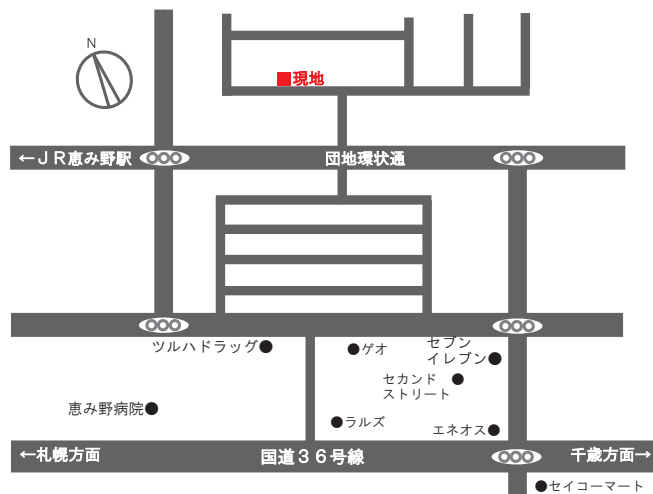 N
現地
←ＪＲ恵み野駅
団地環状通
ツルハドラッグ
ゲオ
セブン
イレブン
セカンド
ストリート
恵み野病院
ラルズ
エネオス
←札幌方面
国道３６号線
千歳方面→
セイコーマート